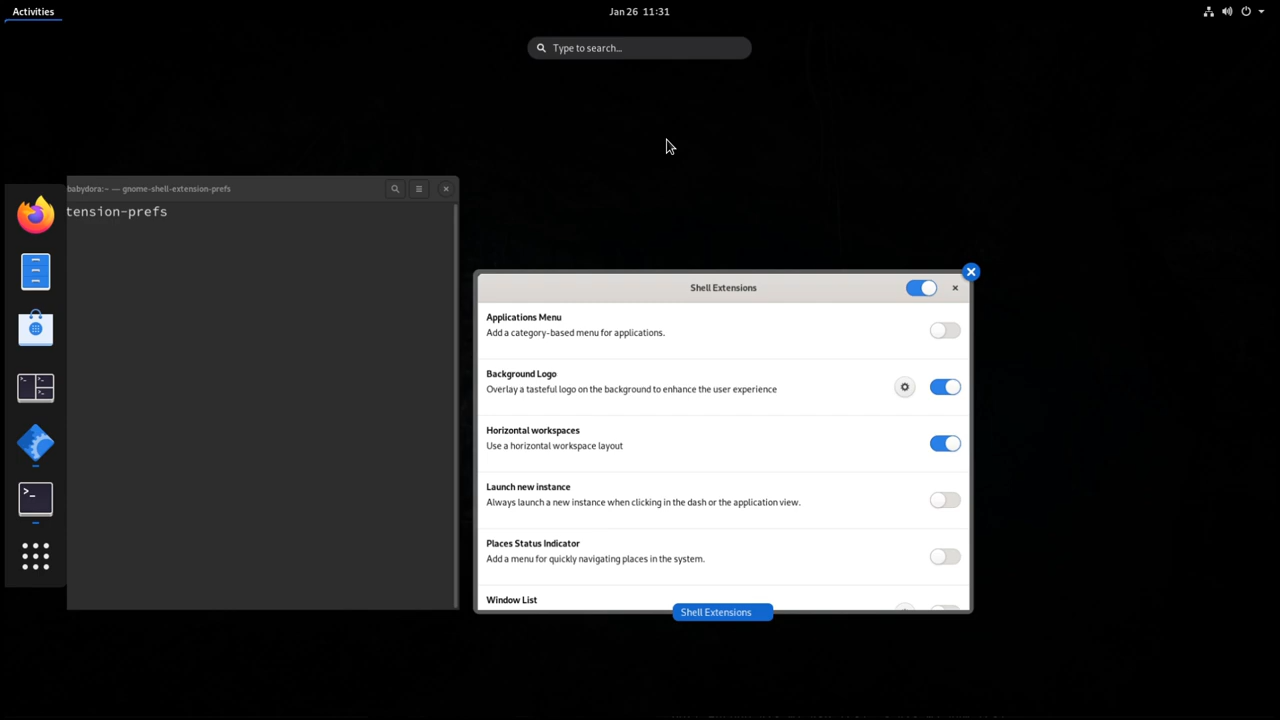 Activities
Jan 26 11:31
Type to search...
babydora:~ — gnome-shell-extension-prefs
tension-prefs
Shell Extensions
Applications Menu
Add a category-based menu for applications.
Background Logo
Overlay a tasteful logo on the background to enhance the user experience
Horizontal workspaces
Use a horizontal workspace layout
Launch new instance
Always launch a new instance when clicking in the dash or the application view.
Places Status Indicator
Add a menu for quickly navigating places in the system.
Window List
Shell Extensions